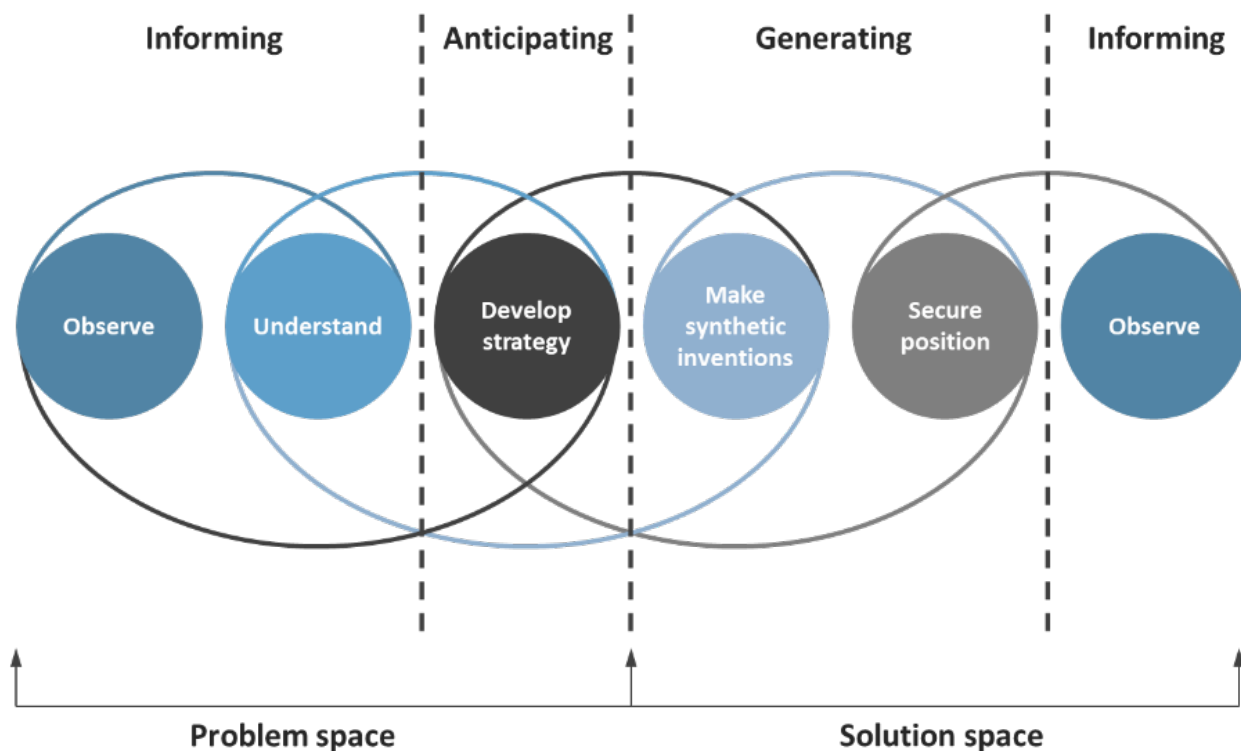 Informing
Anticipating
Generating
Informing
Observe
Understand
Develop
strategy
Make
synthetic
inventions
Secure
position
Observe
Problem space
Solution space